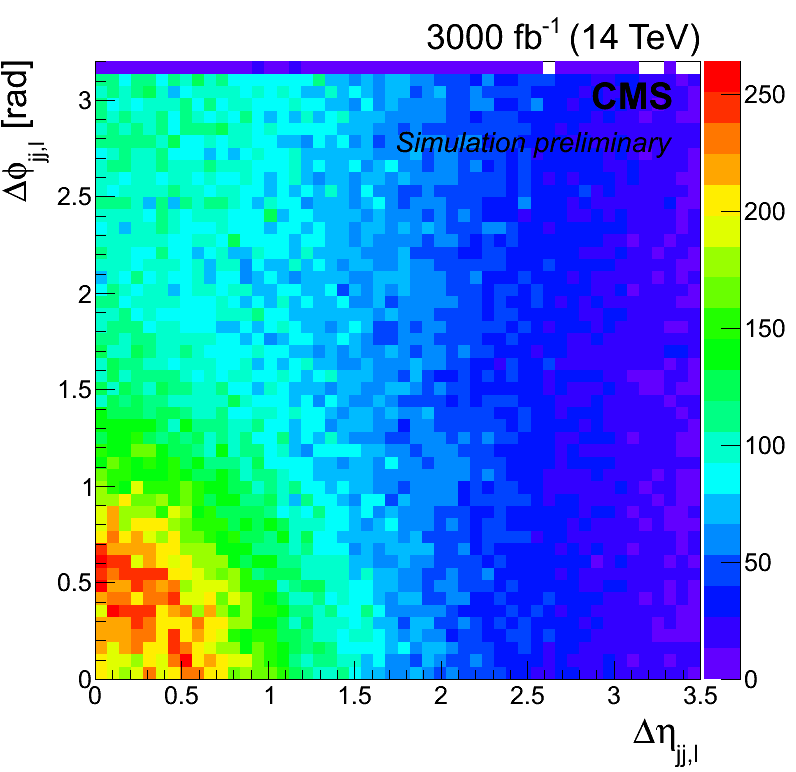 3000 fb⁻¹ (14 TeV)
CMS
Simulation preliminary
Δϕjj,l [rad]
3
2.5
2
1.5
1
0.5
0
0 0.5 1 1.5 2 2.5 3 3.5
Δηjj,l
250
200
150
100
50
0